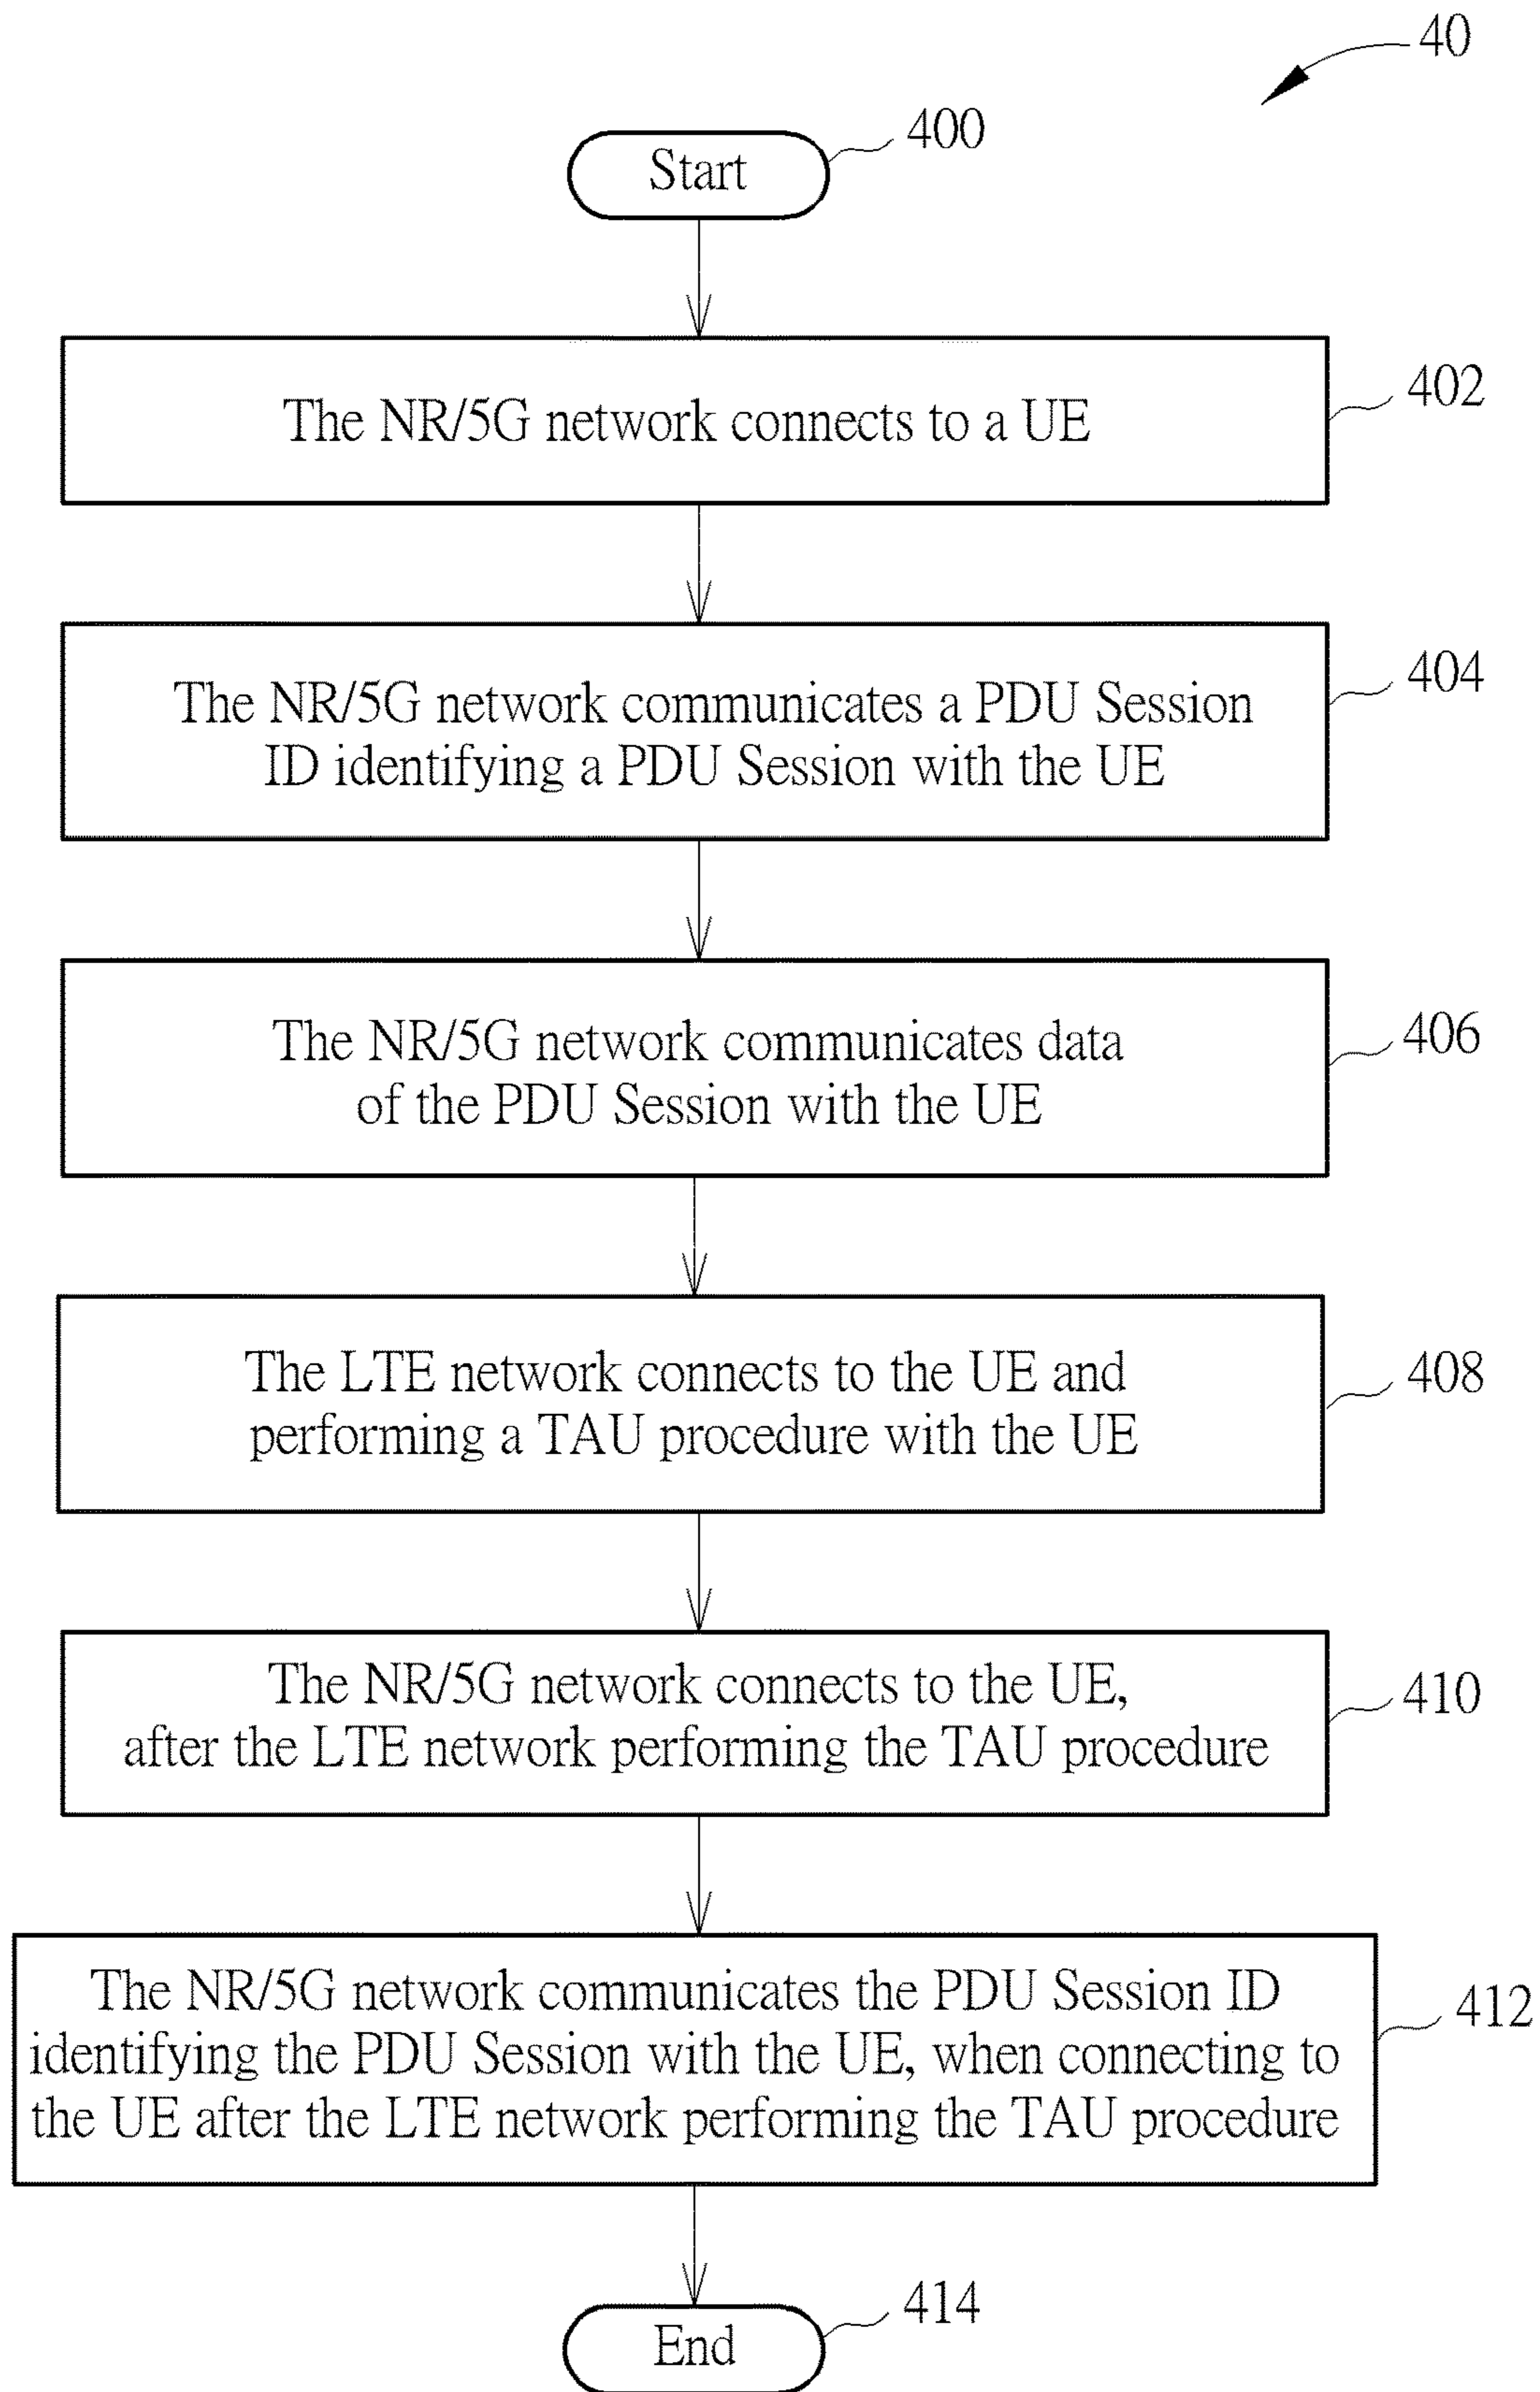 40
Start
400
The NR/5G network connects to a UE
402
The NR/5G network communicates a PDU Session
ID identifying a PDU Session with the UE
404
The NR/5G network communicates data
of the PDU Session with the UE
406
The LTE network connects to the UE and
performing a TAU procedure with the UE
408
The NR/5G network connects to the UE,
after the LTE network performing the TAU procedure
410
The NR/5G network communicates the PDU Session ID
identifying the PDU Session with the UE, when connecting to
the UE after the LTE network performing the TAU procedure
412
End
414